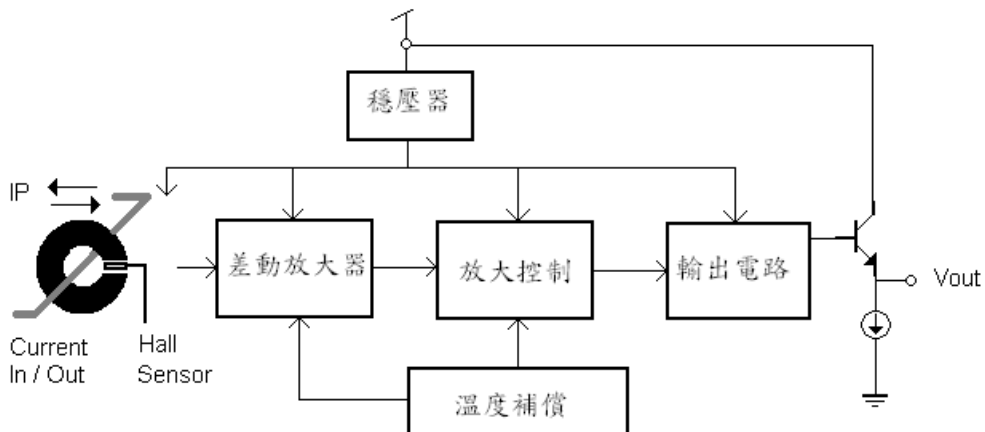 穩壓器
IP
差動放大器
放大控制
輸出電路
Vout
Current
In / Out
Hall
Sensor
溫度補償